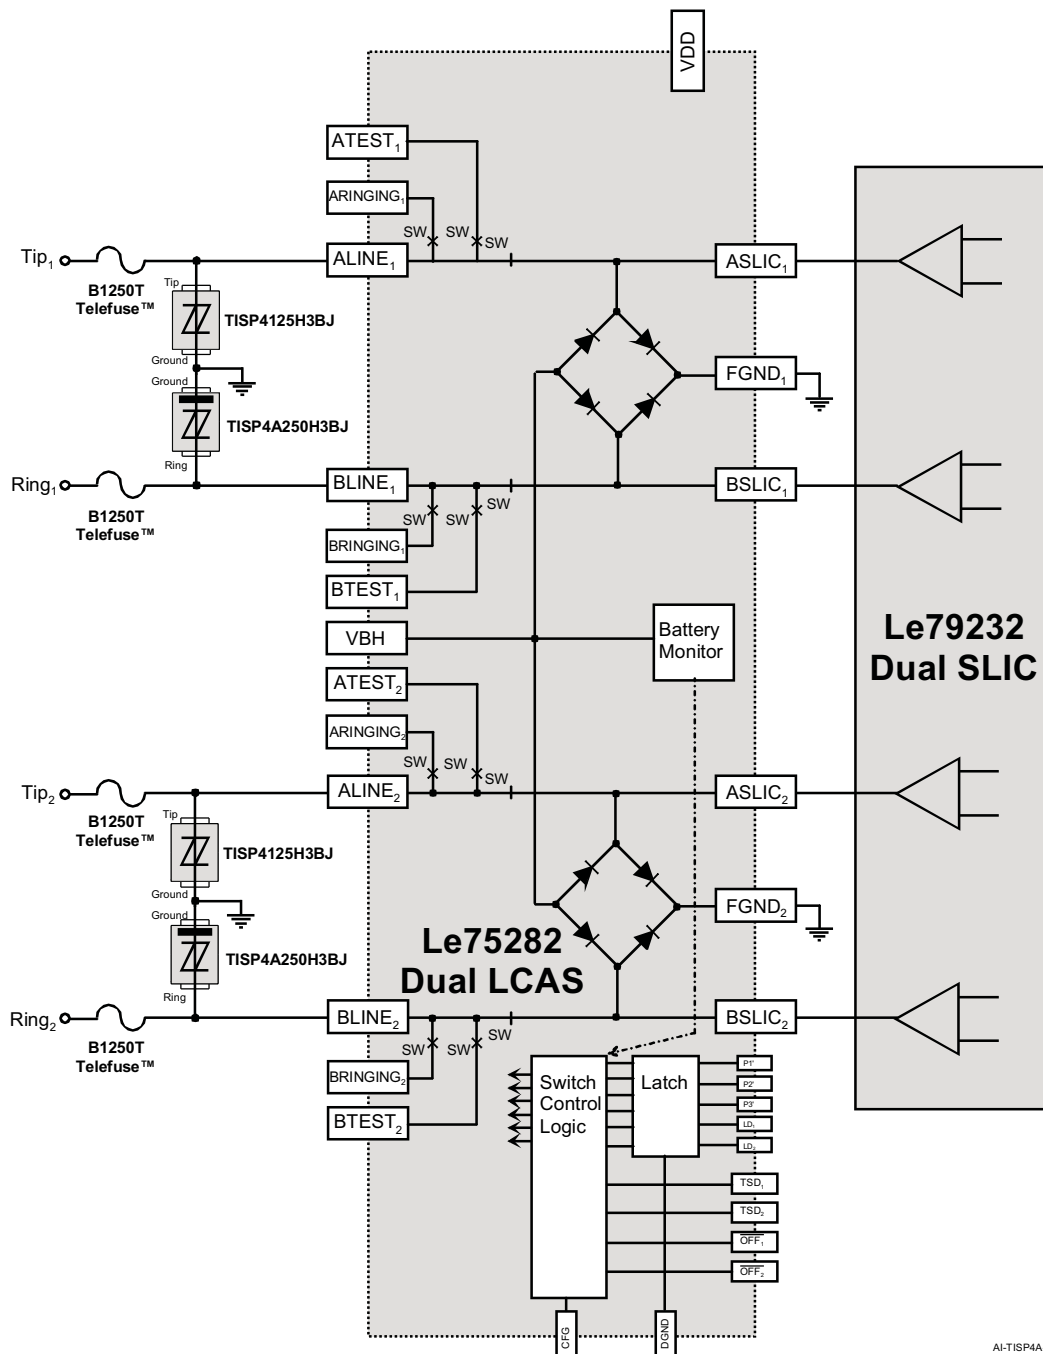 VDD
ATEST1
ARINGING1
SW SW SW
Tip1
ALINE1
ASLIC1
B1250T
Telefuse™
Tip
TISP4125H3BJ
Ground
Ground
FGND1
TISP4A250H3BJ
Ring
Ring1
BLINE1
BSLIC1
SW
SW SW
B1250T
Telefuse™
BRINGING1
BTEST1
VBH
Battery
Monitor
Le79232
Dual SLIC
ATEST2
ARINGING2
SW SW SW
Tip2
ALINE2
ASLIC2
B1250T
Telefuse™
Tip
TISP4125H3BJ
Ground
Ground
FGND2
TISP4A250H3BJ
Ring
Le75282
Dual LCAS
Ring2
BLINE2
BSLIC2
SW
SW SW
B1250T
Telefuse™
BRINGING2
BTEST2
Switch
Control
Logic
Latch
P1'
P2'
P3'
LD1
LD2
TSD1
TSD2
OFF1
OFF2
CFG
DGND
AI-TISP4A